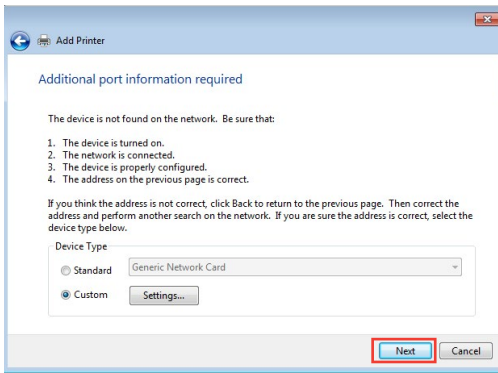 Add Printer
Additional port information required
The device is not found on the network.  Be sure that:
1.  The device is turned on.
2.  The network is connected.
3.  The device is properly configured.
4.  The address on the previous page is correct.
If you think the address is not correct, click Back to return to the previous page.  Then correct the
address and perform another search on the network.  If you are sure the address is correct, select the
device type below.
Device Type
Standard
Generic Network Card
Custom
Settings...
Next
Cancel